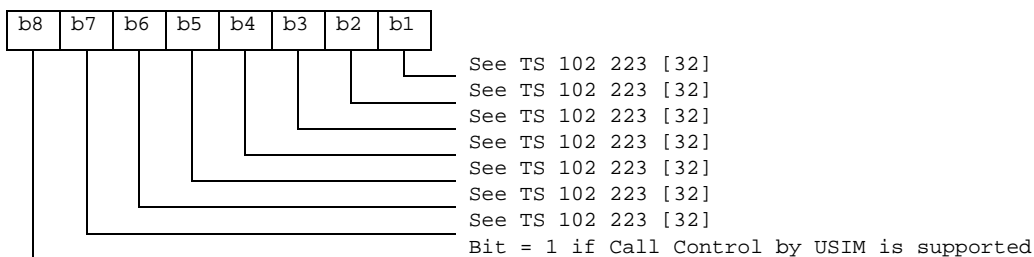 b8 b7 b6 b5 b4 b3 b2 b1
See TS 102 223 [32]
See TS 102 223 [32]
See TS 102 223 [32]
See TS 102 223 [32]
See TS 102 223 [32]
See TS 102 223 [32]
See TS 102 223 [32]
Bit = 1 if Call Control by USIM is supported